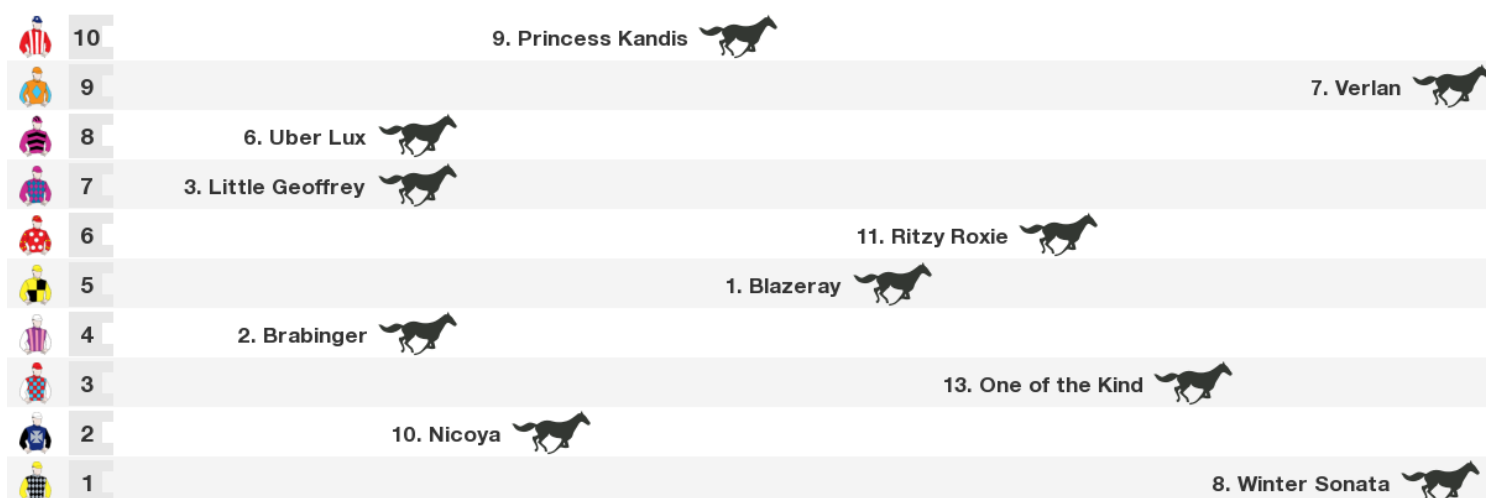 10 9. Princess Kandis
9 7. Verlan
8 6. Uber Lux
7 3. Little Geoffrey
6 11. Ritzy Roxie
5 1. Blazeray
4 2. Brabinger
3 13. One of the Kind
2 10. Nicoya
1 8. Winter Sonata